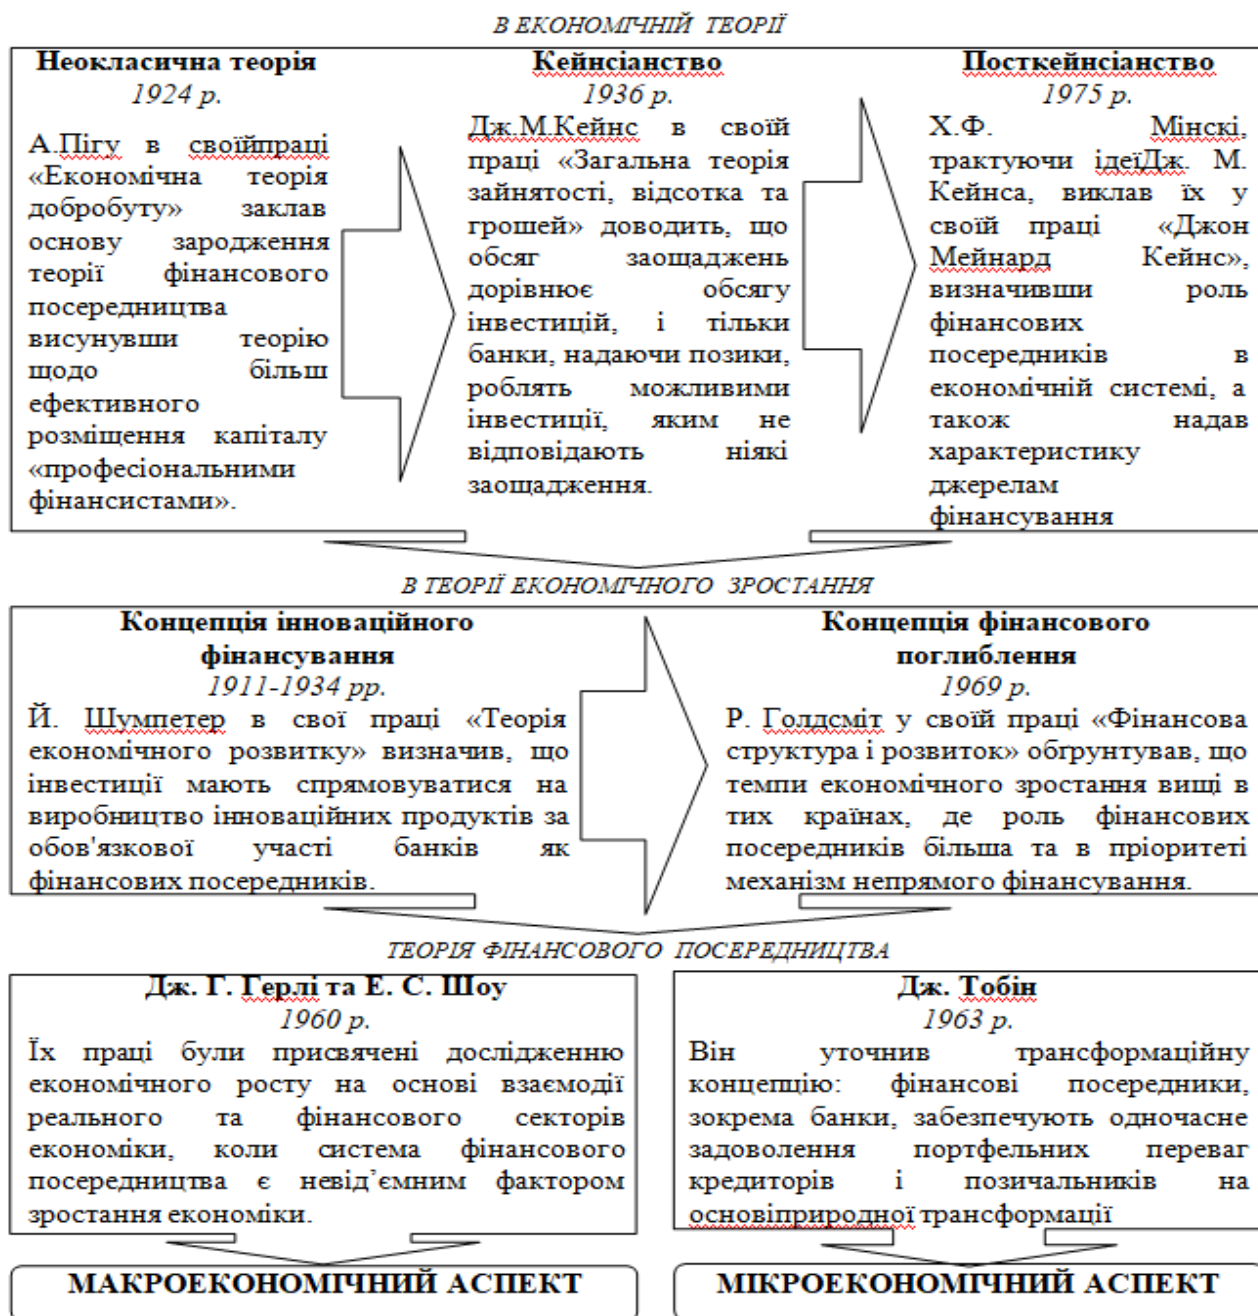 В ЕКОНОМІЧНІЙ ТЕОРІЇ
Неокласична теорія
1924 р.
А.Пігу в своїйпраці
«Економічна теорія
добробуту» заклав
основу зародження
теорії фінансового
посередництва
висунувши теорію
щодо більш
ефективного
розміщення капіталу
«професіональними
фінансистами».
Кейнсіанство
1936 р.
Дж.М.Кейнс в своїй
праці «Загальна теорія
зайнятості, відсотка та
грошей» доводить, що
обсяг заощаджень
дорівнює обсягу
інвестицій, і тільки
банки, надаючи позики,
роблять можливими
інвестиції, яким не
відповідають ніякі
заощадження.
Посткейнсіанство
1975 р.
Х.Ф. Мінскі,
трактуючи ідеїДж. М.
Кейнса, виклав їх у
своїй праці «Джон
Мейнард Кейнс»,
визначивши роль
фінансових
посередників в
економічній системі, а
також надав
характеристику
джерелам
фінансування
В ТЕОРІЇ ЕКОНОМІЧНОГО ЗРОСТАННЯ
Концепція інноваційного
фінансування
1911-1934 рр.
Й. Шумпетер в свої праці «Теорія
економічного розвитку» визначив, що
інвестиції мають спрямовуватися на
виробництво інноваційних продуктів за
обов'язкової участі банків як
фінансових посередників.
Концепція фінансового
поглиблення
1969 р.
Р. Голдсміт у своїй праці «Фінансова
структура і розвиток» обґрунтував, що
темпи економічного зростання вищі в
тих країнах, де роль фінансових
посередників більша та в пріоритеті
механізм непрямого фінансування.
ТЕОРІЯ ФІНАНСОВОГО ПОСЕРЕДНИЦТВА
Дж. Г. Герлі та Е. С. Шоу
1960 р.
Їх праці були присвячені дослідженню
економічного росту на основі взаємодії
реального та фінансового секторів
економіки, коли система фінансового
посередництва є невід’ємним фактором
зростання економіки.
Дж. Тобін
1963 р.
Він уточнив трансформаційну
концепцію: фінансові посередники,
зокрема банки, забезпечують одночасне
задоволення портфельних переваг
кредиторів і позичальників на
основіприродної трансформації
МАКРОЕКОНОМІЧНИЙ АСПЕКТ
МІКРОЕКОНОМІЧНИЙ АСПЕКТ